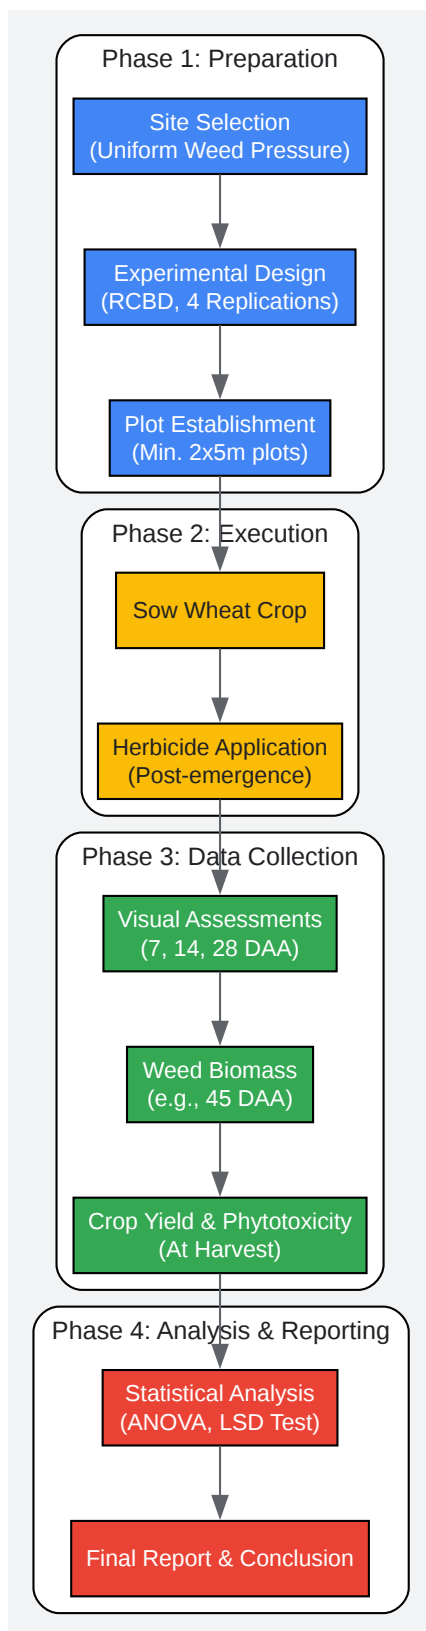 Phase 1: Preparation
Site Selection
(Uniform Weed Pressure)
Experimental Design
(RCBD, 4 Replications)
Plot Establishment
(Min. 2x5m plots)
Phase 2: Execution
Sow Wheat Crop
Herbicide Application
(Post-emergence)
Phase 3: Data Collection
Visual Assessments
(7, 14, 28 DAA)
Weed Biomass
(e.g., 45 DAA)
Crop Yield & Phytotoxicity
(At Harvest)
Phase 4: Analysis & Reporting
Statistical Analysis
(ANOVA, LSD Test)
Final Report & Conclusion